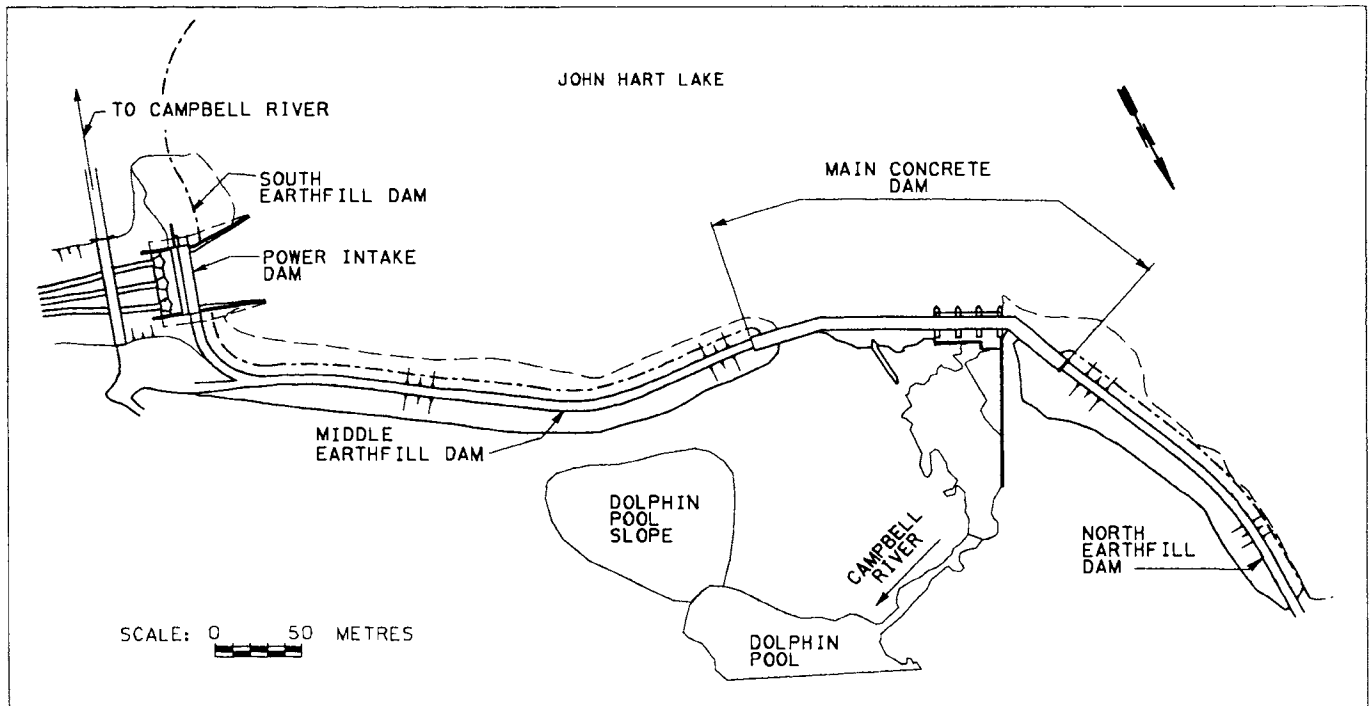 JOHN HART LAKE
TO CAMPBELL RIVER
SOUTH
EARTHFILL DAM
POWER INTAKE
DAM
MAIN CONCRETE
DAM
MIDDLE
EARTHFILL DAM
DOLPHIN
POOL
SLOPE
CAMPBELL
RIVER
NORTH
EARTHFILL
DAM
DOLPHIN
POOL
SCALE: 0 50 METRES